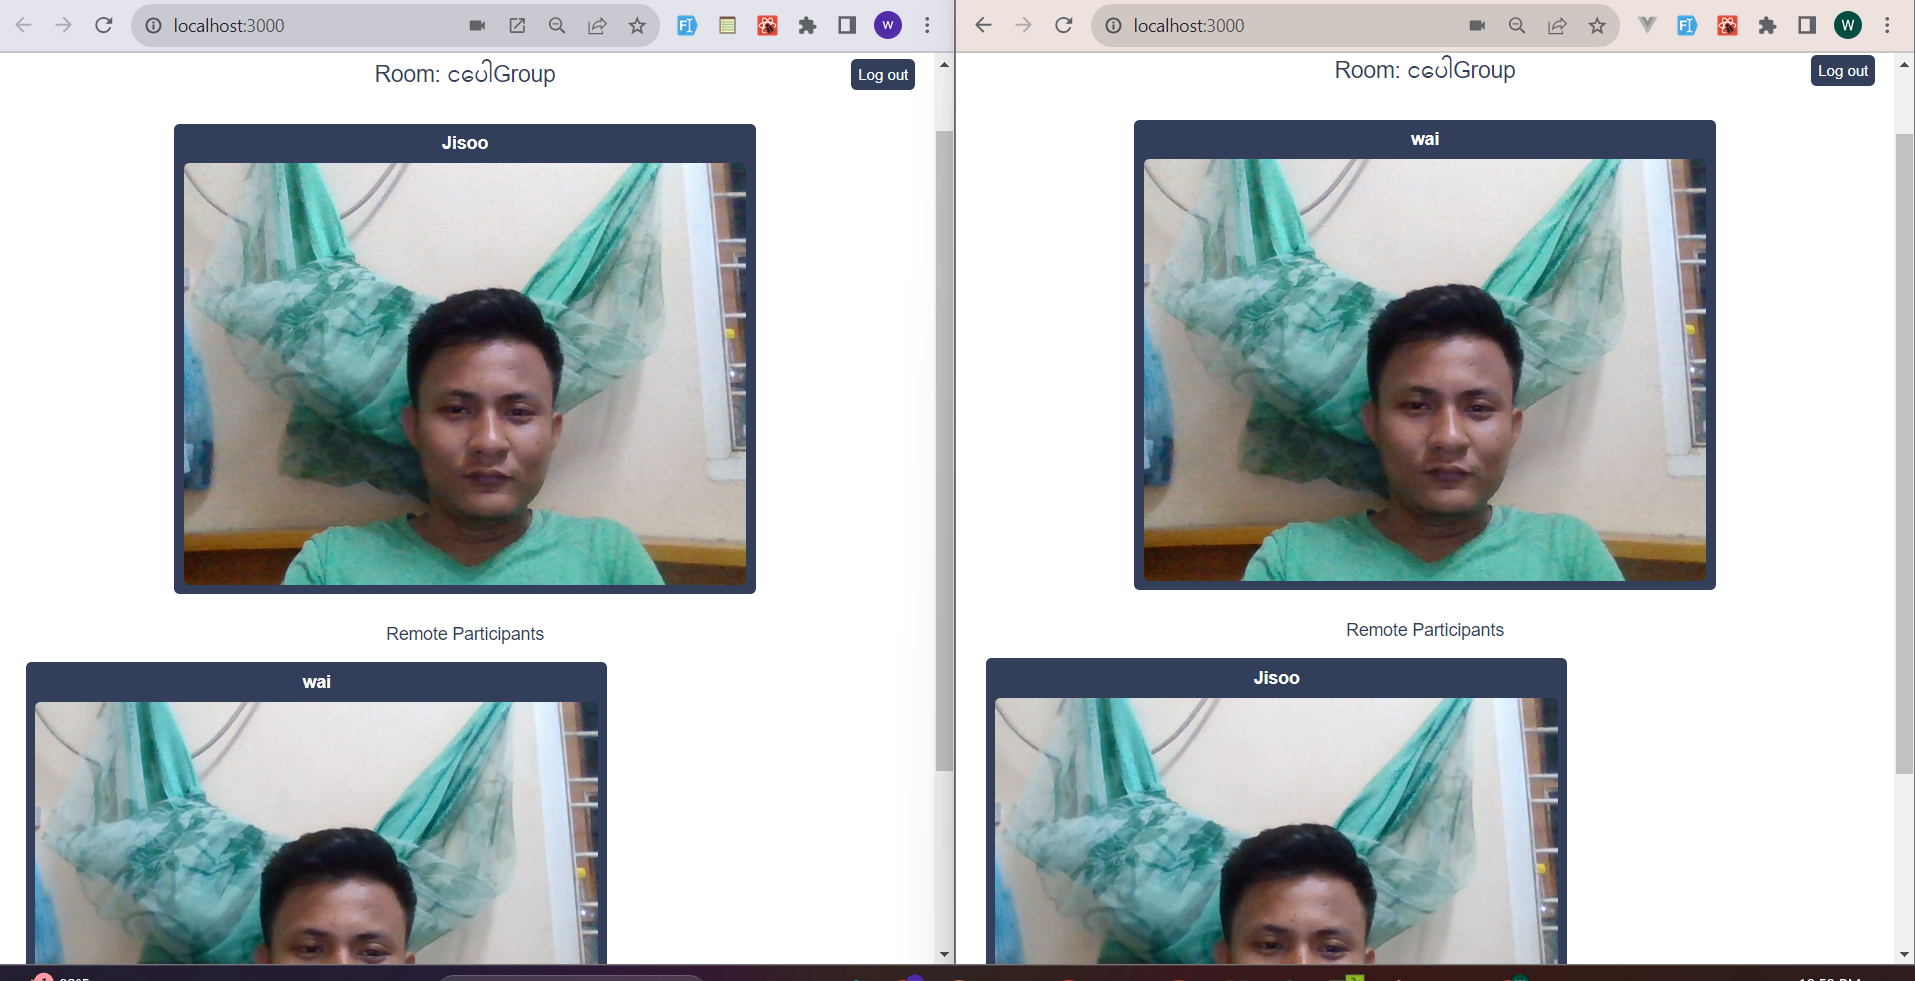 localhost:3000
W
Room: ငပေါGroup
Log out
Jisoo
Remote Participants
wai
localhost:3000
W
Room: ငပေါGroup
Log out
wai
Remote Participants
Jisoo